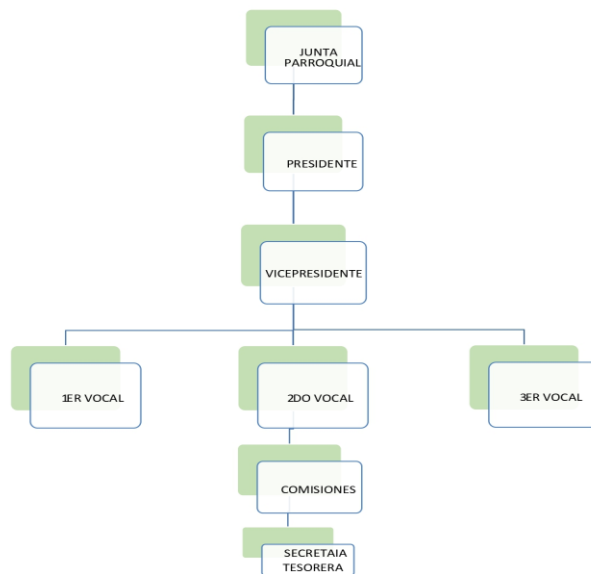 JUNTA
PARROQUIAL
PRESIDENTE
VICEPRESIDENTE
1ER VOCAL
2DO VOCAL
3ER VOCAL
COMISIONES
SECRETAIA
TESORERA